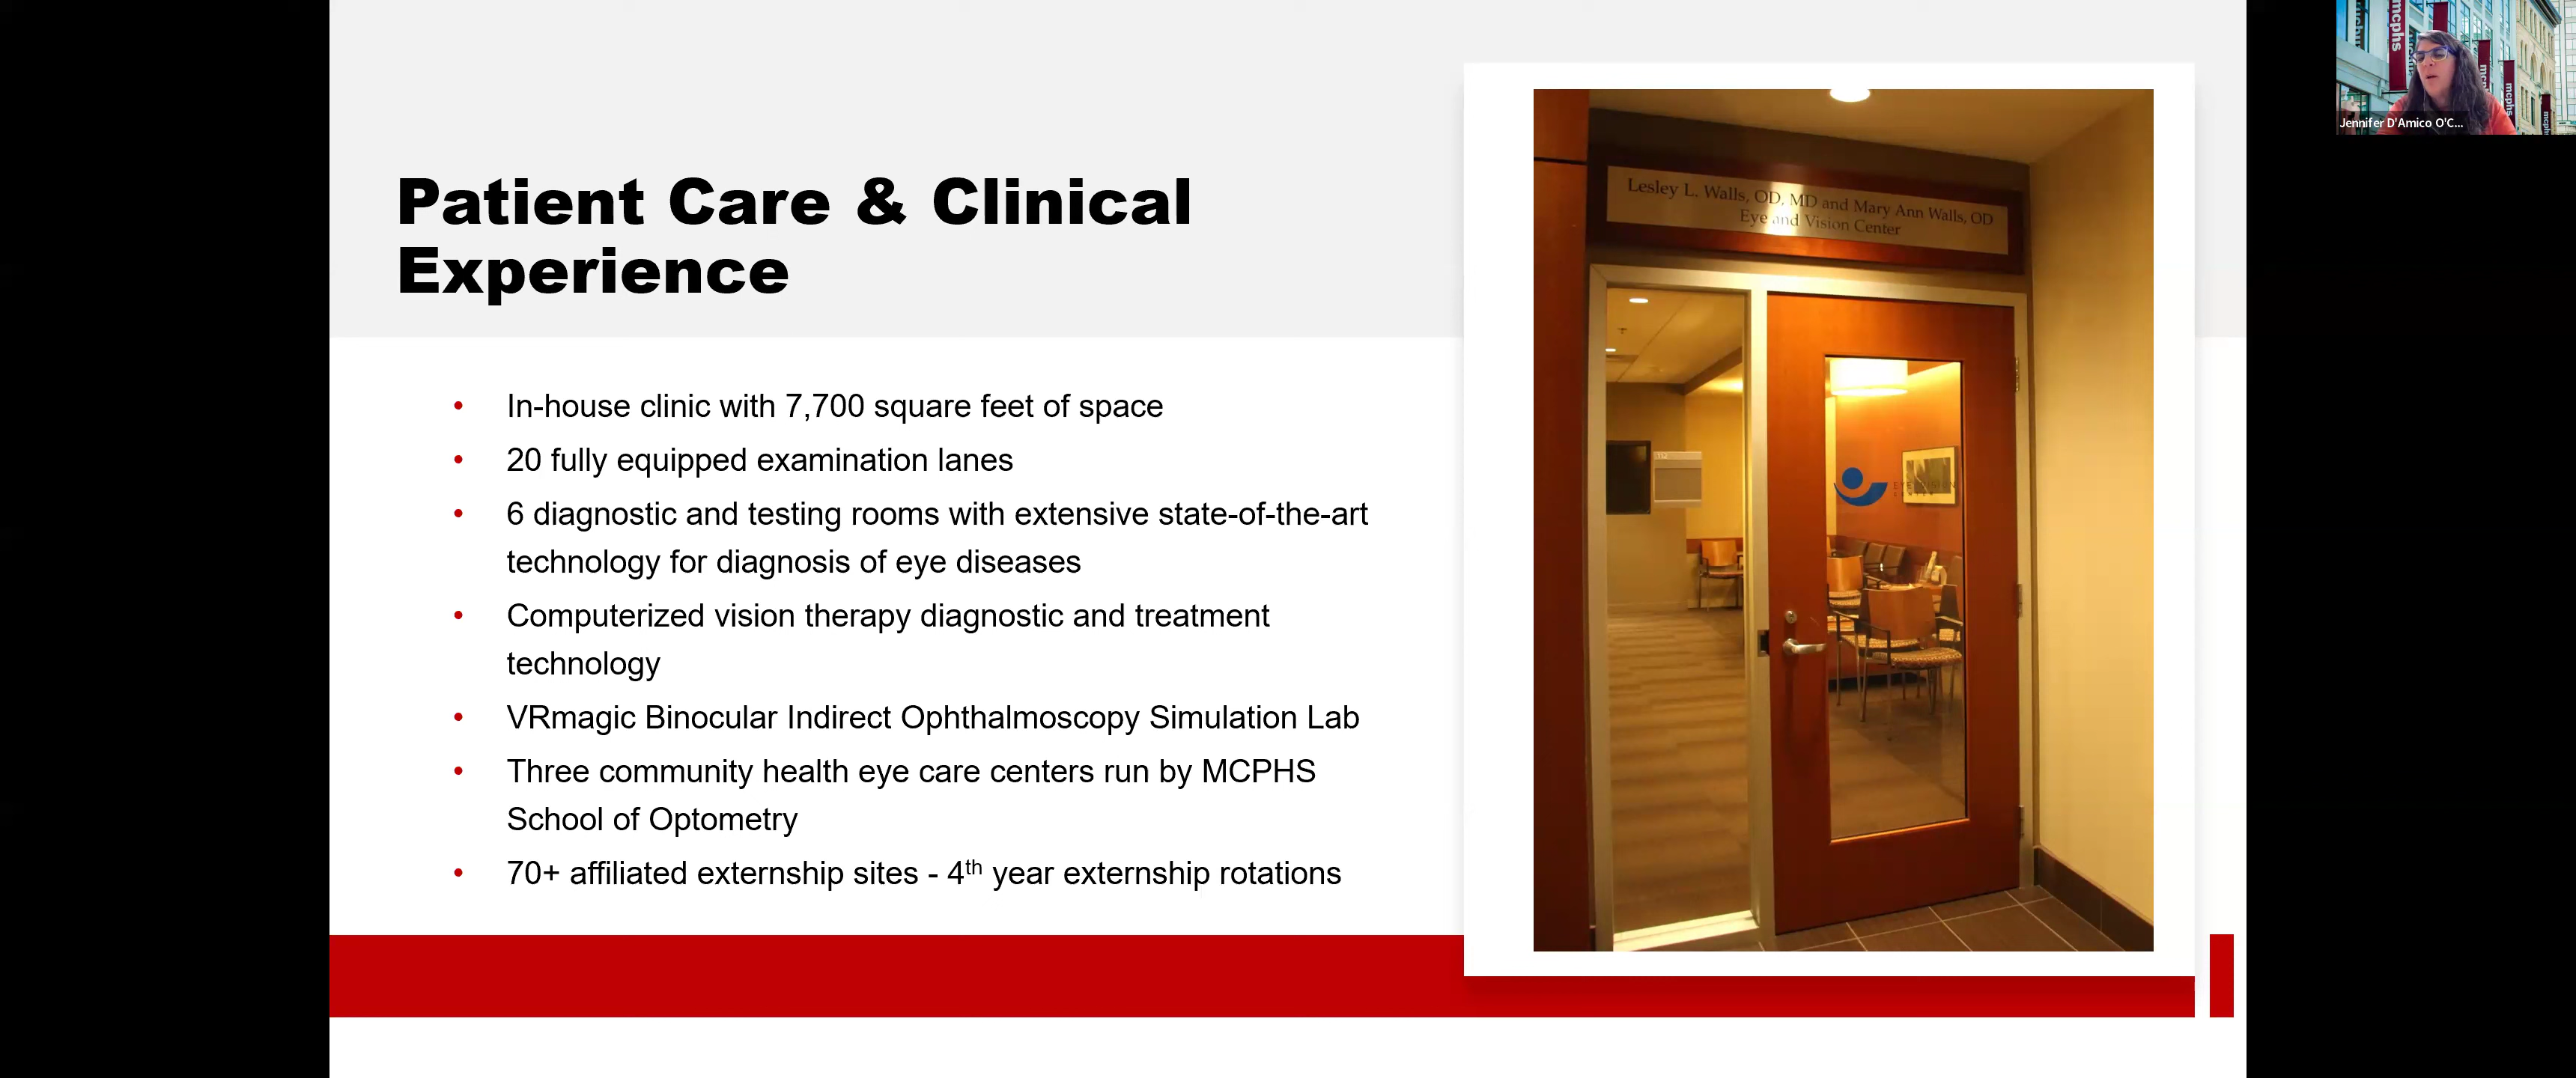 Patient Care & Clinical
Experience
• In-house clinic with 7,700 square feet of space
• 20 fully equipped examination lanes
• 6 diagnostic and testing rooms with extensive state-of-the-art
technology for diagnosis of eye diseases
• Computerized vision therapy diagnostic and treatment
technology
• VRmagic Binocular Indirect Ophthalmoscopy Simulation Lab
• Three community health eye care centers run by MCPHS
School of Optometry
• 70+ affiliated externship sites - 4th year externship rotations
Lesley L. Walls, OD, MD and Mary Ann Walls, OD
Eye and Vision Center
112
mcphs
mcphs
mcphs
Jennifer D'Amico O'C...